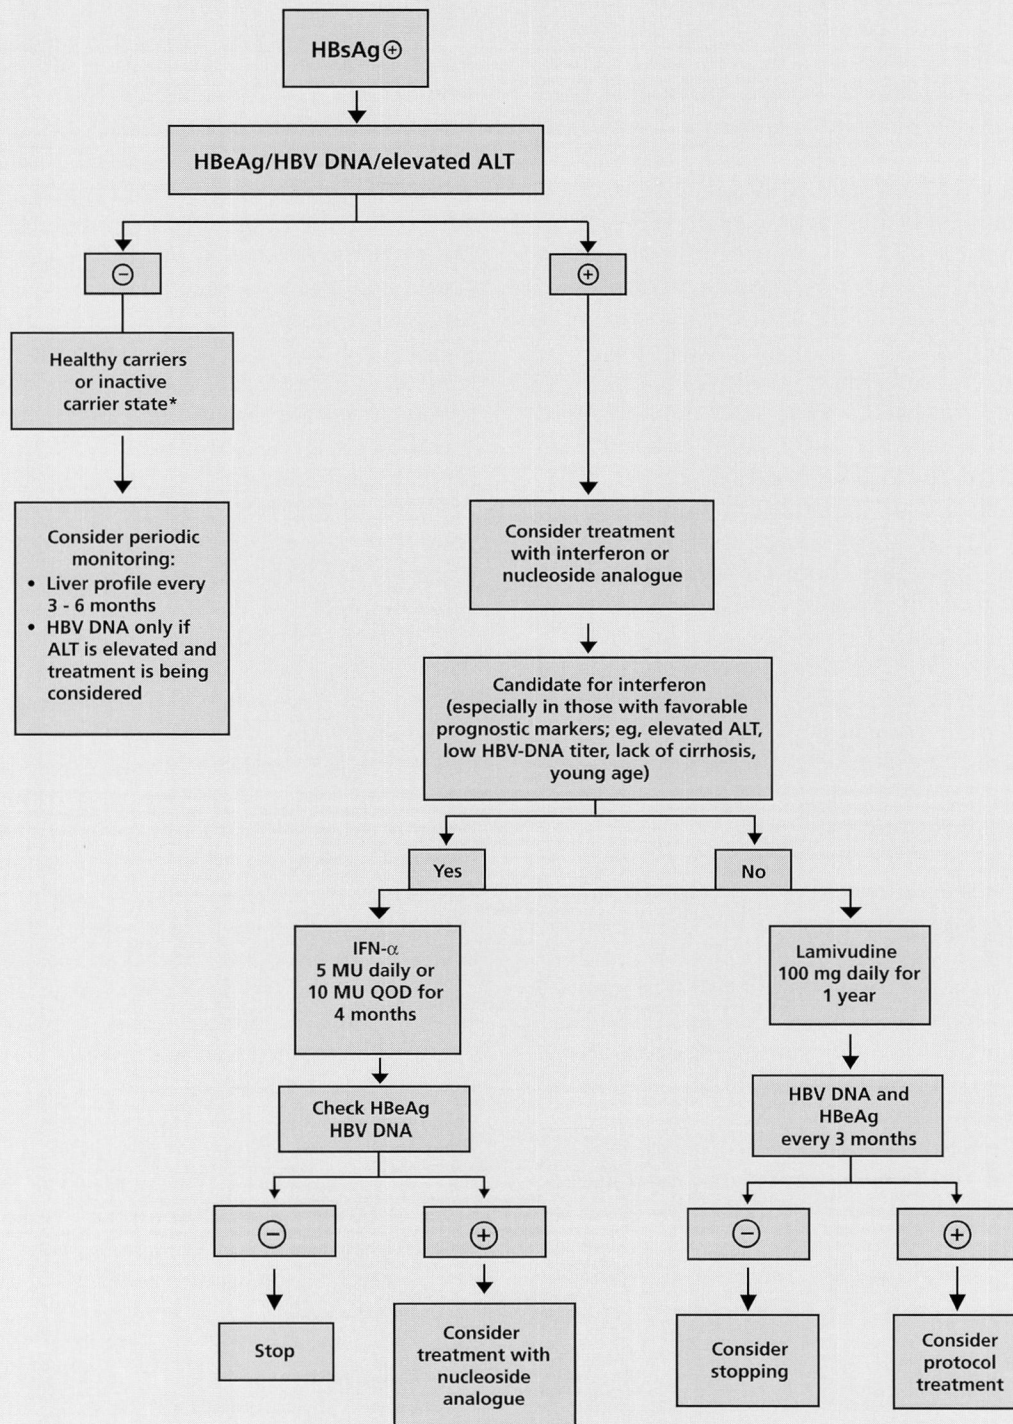 HBsAg⊕
HBeAg/HBV DNA/elevated ALT
⊖
⊕
Healthy carriers
or inactive
carrier state*
Consider periodic
monitoring:
• Liver profile every
3 - 6 months
• HBV DNA only if
ALT is elevated and
treatment is being
considered
Consider treatment
with interferon or
nucleoside analogue
Candidate for interferon
(especially in those with favorable
prognostic markers; eg, elevated ALT,
low HBV-DNA titer, lack of cirrhosis,
young age)
Yes
No
IFN-α
5 MU daily or
10 MU QOD for
4 months
Lamivudine
100 mg daily for
1 year
Check HBeAg
HBV DNA
HBV DNA and
HBeAg
every 3 months
⊖
⊕
⊖
⊕
Stop
Consider
treatment with
nucleoside
analogue
Consider
stopping
Consider
protocol
treatment